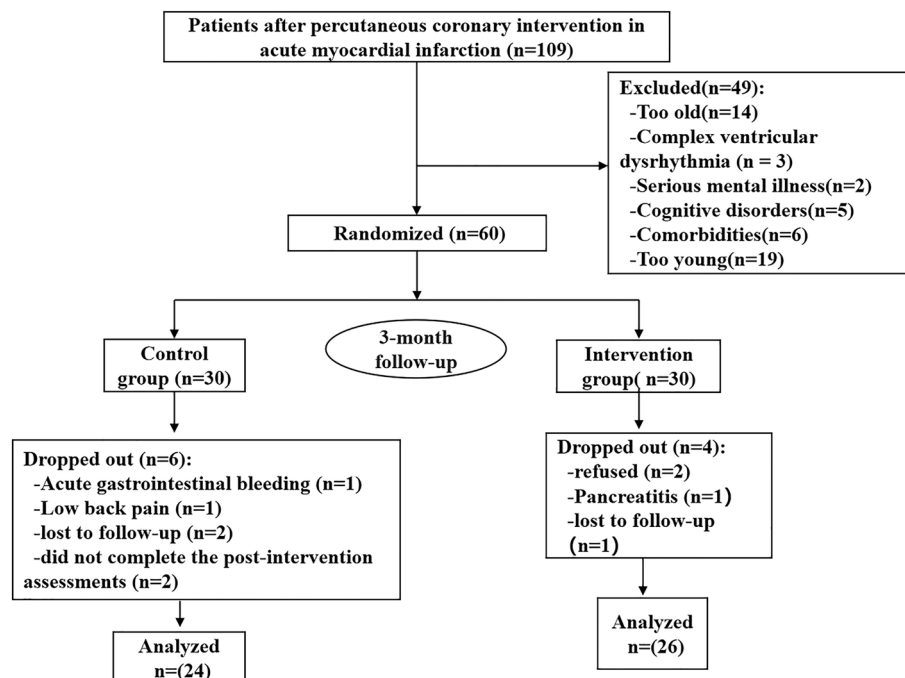 Patients after percutaneous coronary intervention in
acute myocardial infarction (n=109)
Excluded(n=49):
-Too old(n=14)
-Complex ventricular
dysrhythmia (n = 3)
-Serious mental illness(n=2)
-Cognitive disorders(n=5)
-Comorbidities(n=6)
-Too young(n=19)
Randomized (n=60)
3-month
follow-up
Control
group (n=30)
Intervention
group( n=30)
Dropped out (n=6):
-Acute gastrointestinal bleeding (n=1)
-Low back pain (n=1)
-lost to follow-up (n=2)
-did not complete the post-intervention
assessments (n=2)
Dropped out (n=4):
-refused (n=2)
-Pancreatitis (n=1)
-lost to follow-up
(n=1)
Analyzed
n=(24)
Analyzed
n=(26)